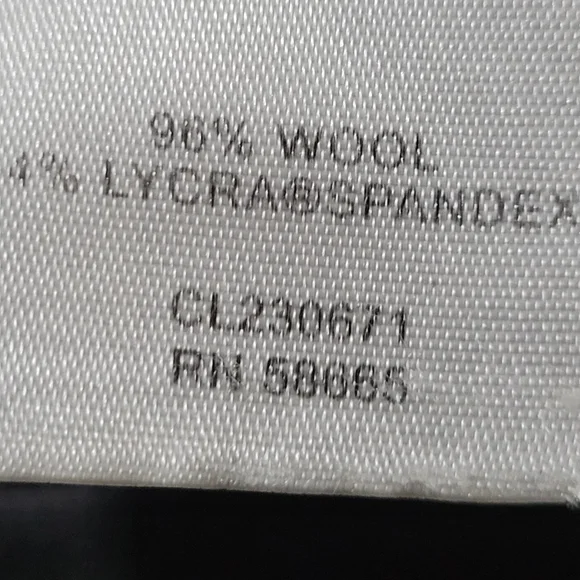 96% WOOL
4% LYCRA®SPANDEX
CL230671
RN 58665